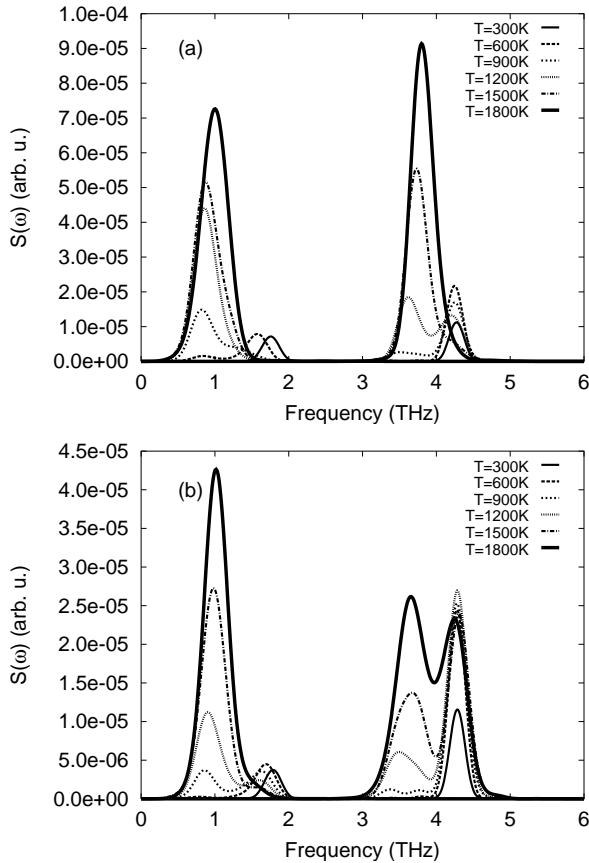 1.0e-04
9.0e-05
8.0e-05
7.0e-05
6.0e-05
5.0e-05
4.0e-05
3.0e-05
2.0e-05
1.0e-05
0.0e+00
S(ω) (arb. u.)
(a)
T=300K
T=600K
T=900K
T=1200K
T=1500K
T=1800K
0 1 2 3 4 5 6
Frequency (THz)
4.5e-05
4.0e-05
3.5e-05
3.0e-05
2.5e-05
2.0e-05
1.5e-05
1.0e-05
5.0e-06
0.0e+00
S(ω) (arb. u.)
(b)
T=300K
T=600K
T=900K
T=1200K
T=1500K
T=1800K
0 1 2 3 4 5 6
Frequency (THz)